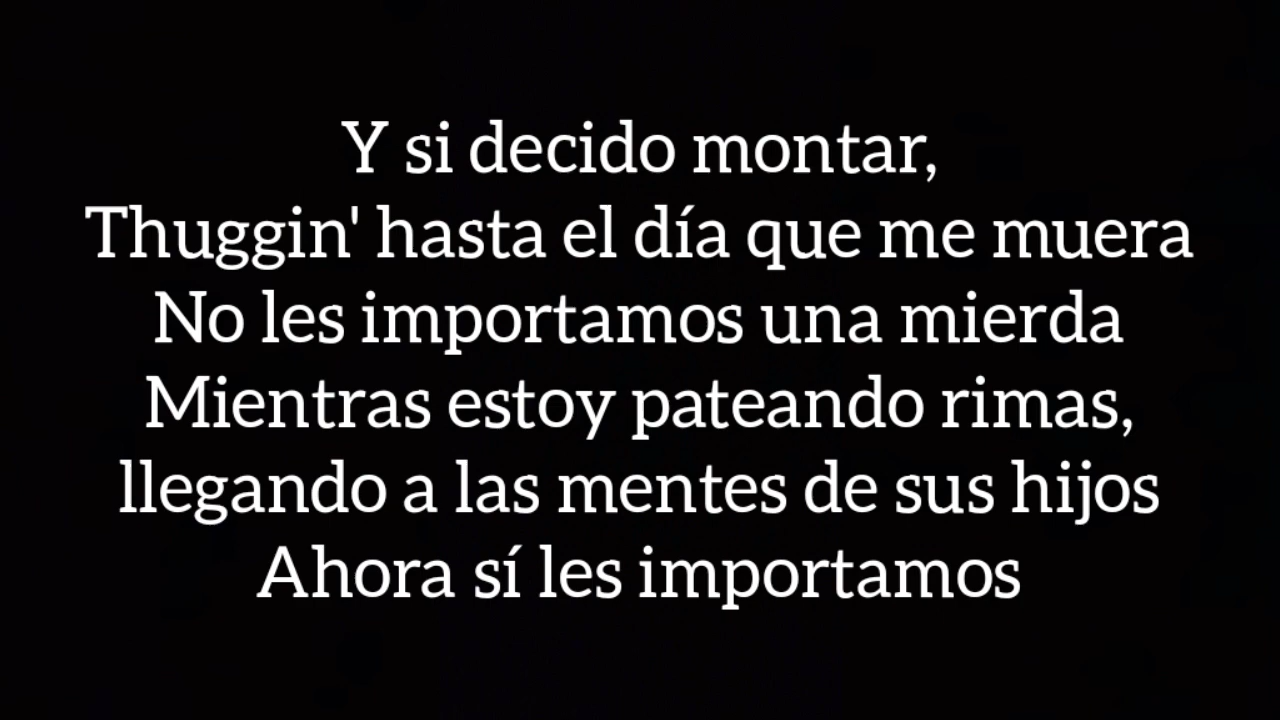 Y si decido montar,
Thuggin' hasta el día que me muera
No les importamos una mierda
Mientras estoy pateando rimas,
llegando a las mentes de sus hijos
Ahora sí les importamos